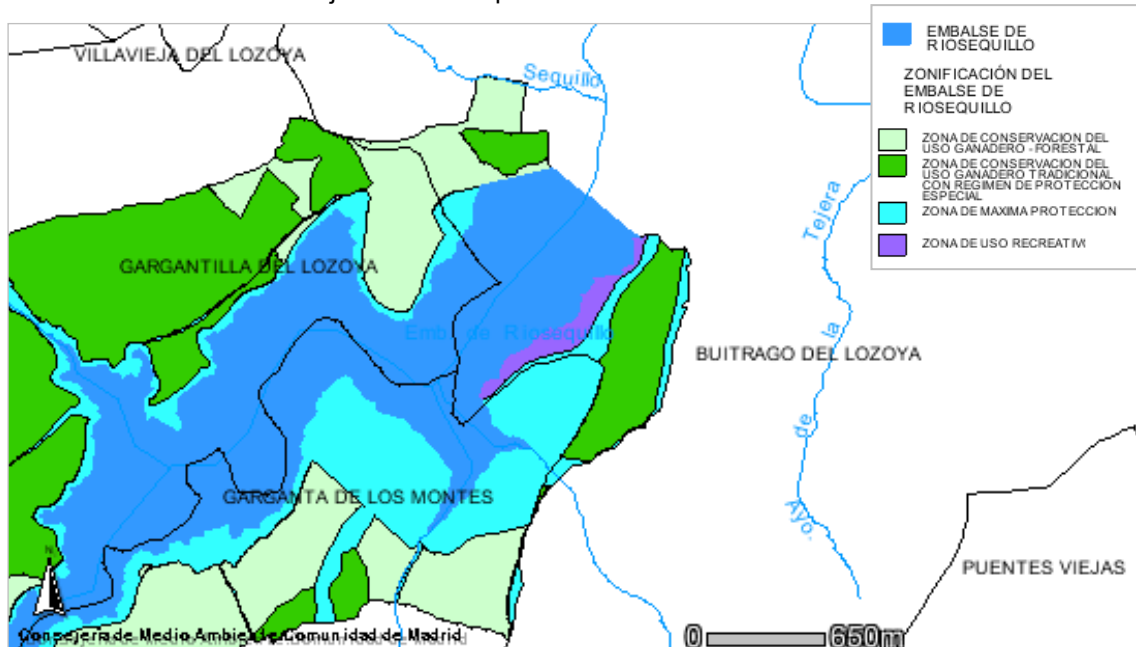 VILLAVIEJA DEL LOZOYA
Sequillo
EMBALSE DE
RIOSEQUILLO
ZONIFICACIÓN DEL
EMBALSE DE
RIOSEQUILLO
ZONA DE CONSERVACION DEL
USO GANADERO - FORESTAL
ZONA DE CONSERVACION DEL
USO GANADERO TRADICIONAL
CON REGIMEN DE PROTECCION
ESPECIAL
ZONA DE MAXIMA PROTECCION
ZONA DE USO RECREATIV
GARGANTILLA DEL LOZOYA
Emb. de Riosequillo
BUITRAGO DEL LOZOYA
Ayo. de la Tejera
GARGANTA DE LOS MONTES
PUENTES VIEJAS
N
Consejería de Medio Ambiente.Comunidad de Madrid
0 650m